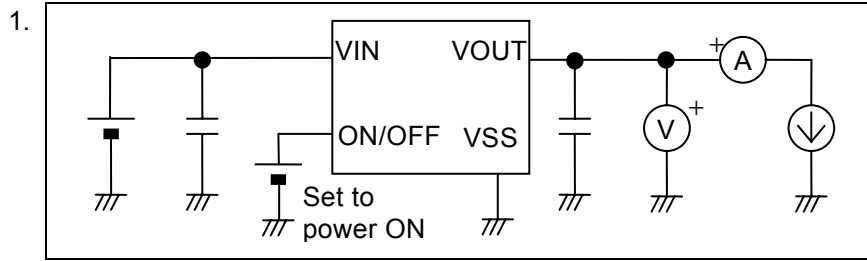 1.
VIN VOUT
+ A
ON/OFF VSS
V +
Set to
power ON